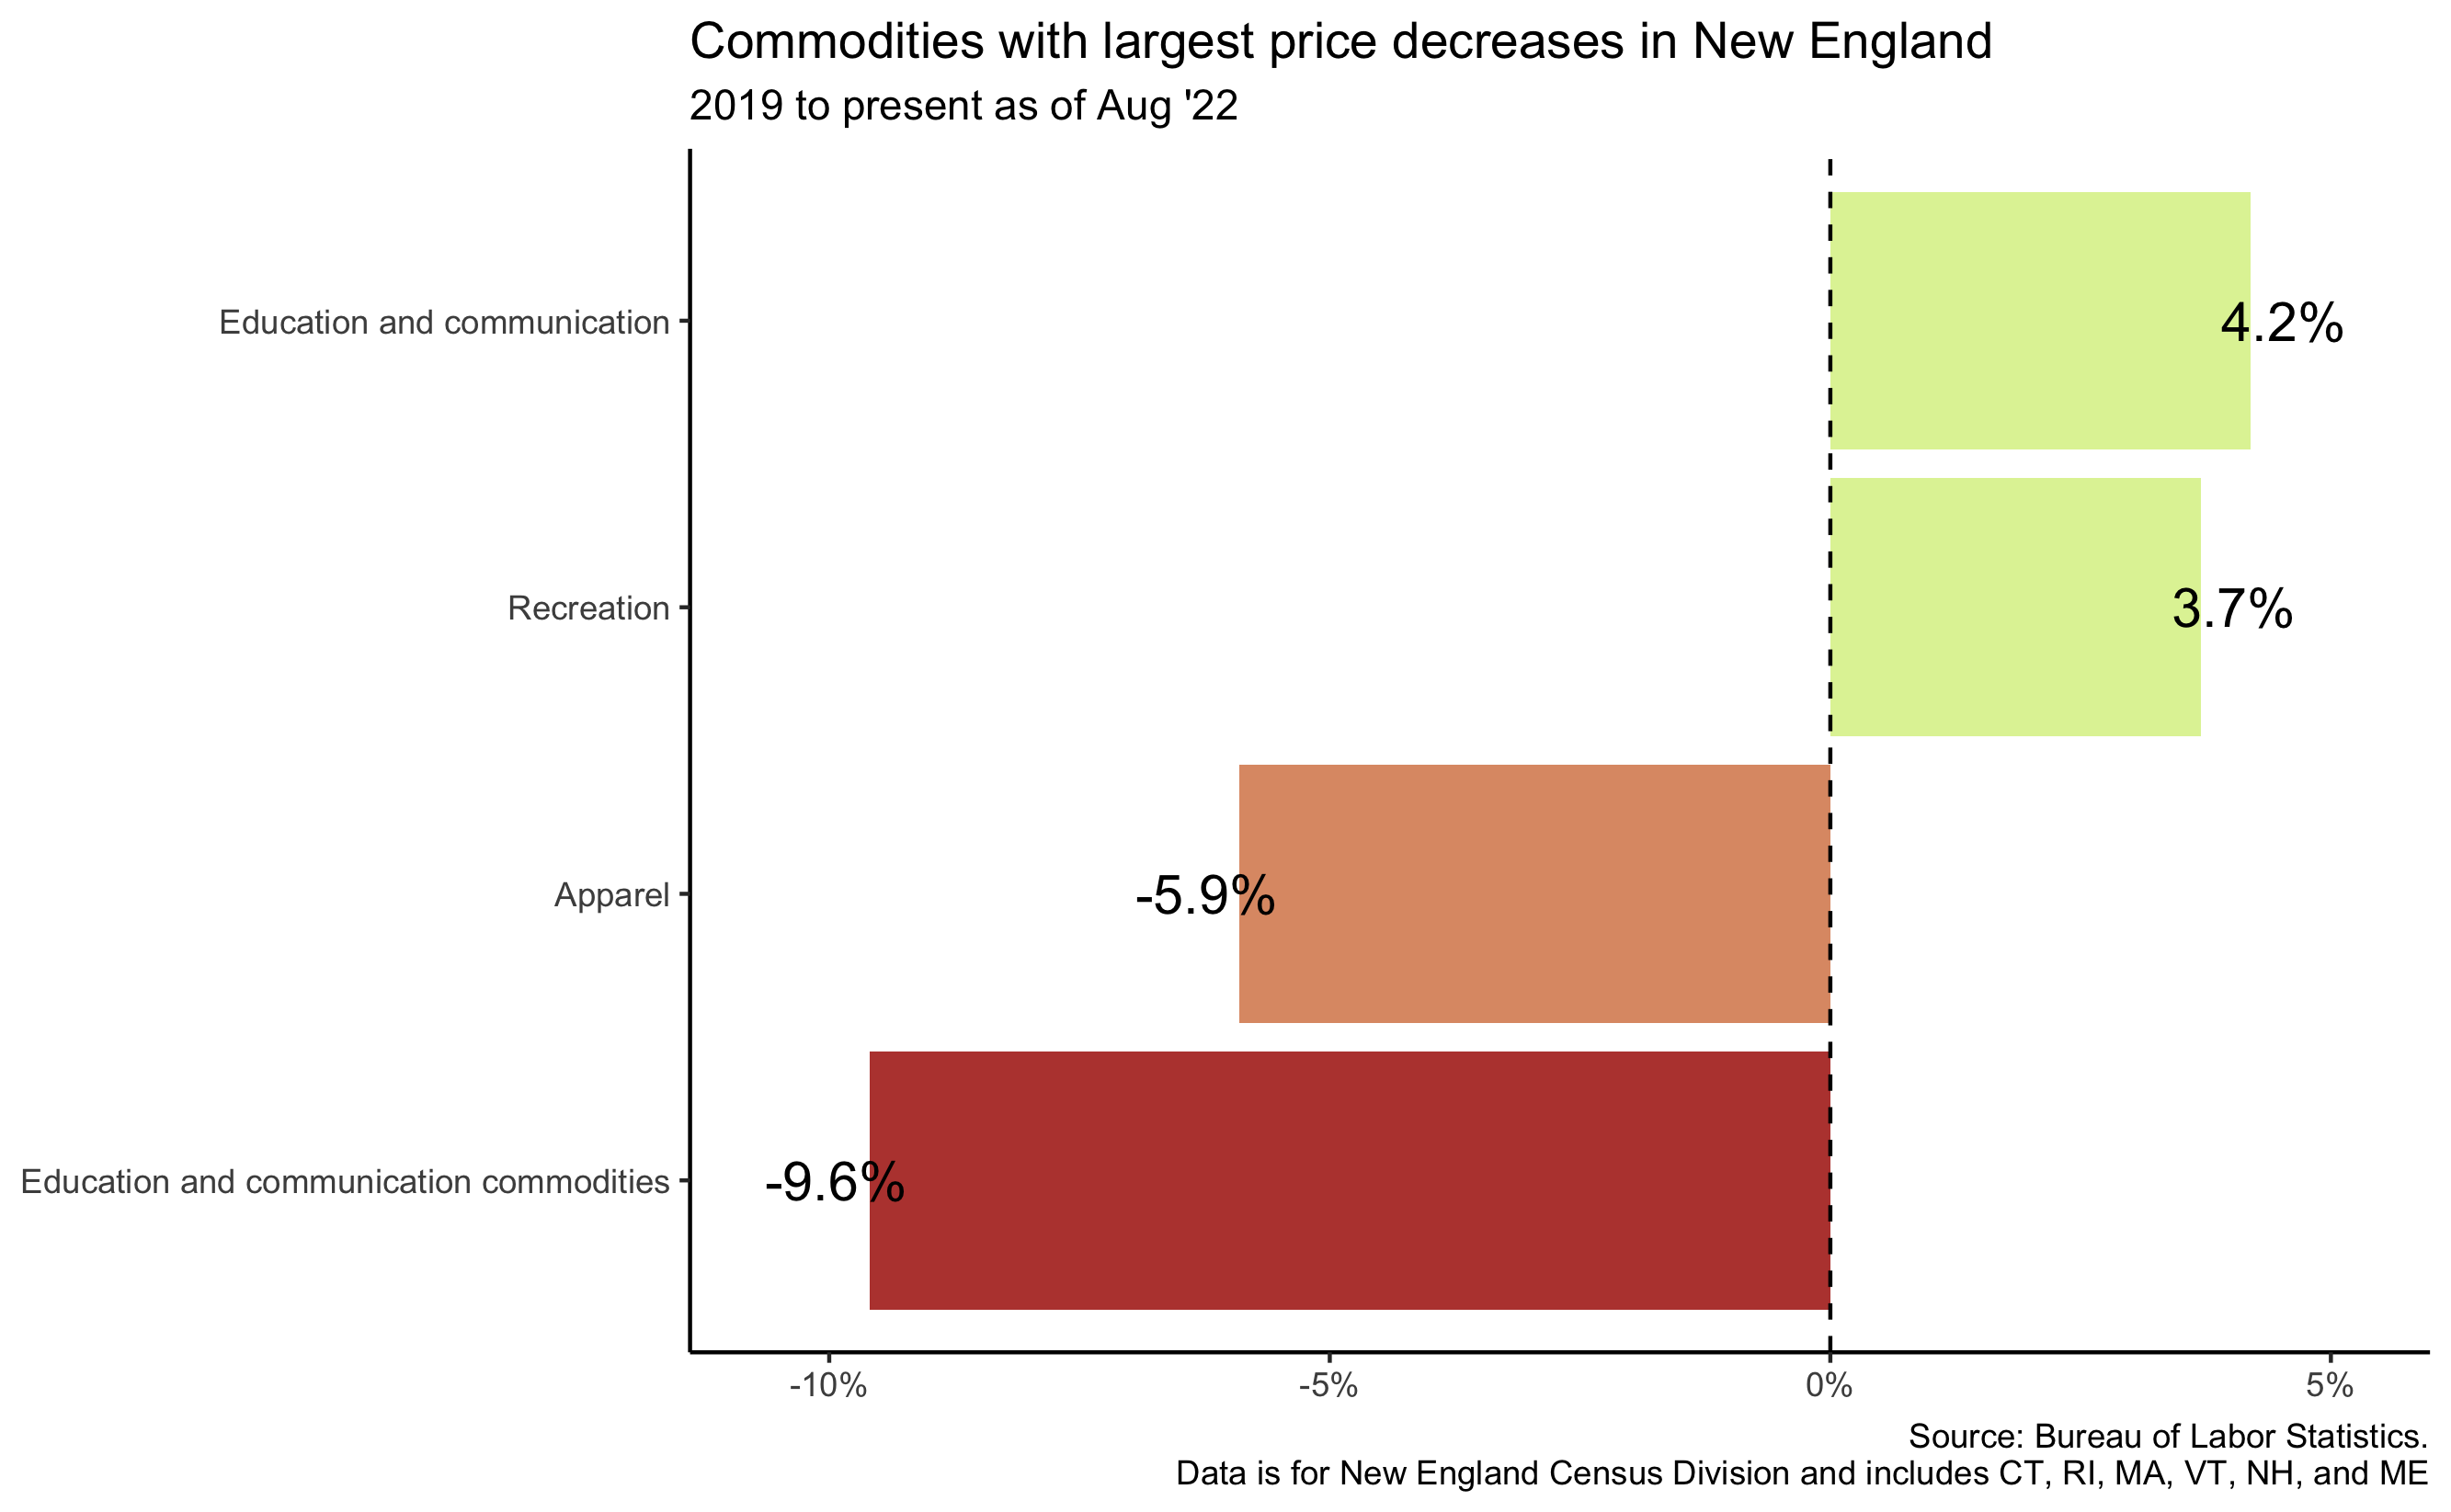 Commodities with largest price decreases in New England
2019 to present as of Aug '22
Education and communication
4.2%
Recreation
3.7%
Apparel
-5.9%
Education and communication commodities
-9.6%
-10%
-5%
0%
5%
Source: Bureau of Labor Statistics.
Data is for New England Census Division and includes CT, RI, MA, VT, NH, and ME